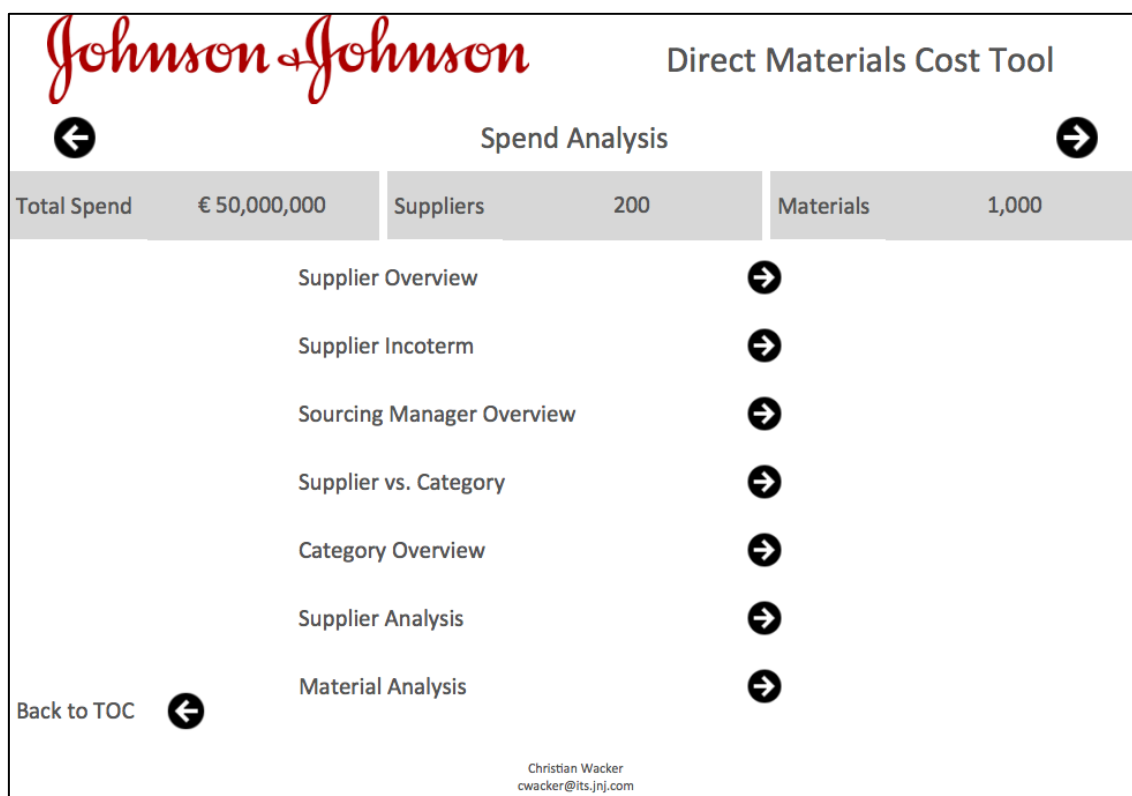 Johnson & Johnson
Direct Materials Cost Tool
Spend Analysis
Total Spend € 50,000,000 Suppliers 200 Materials 1,000
Supplier Overview
Supplier Incoterm
Sourcing Manager Overview
Supplier vs. Category
Category Overview
Supplier Analysis
Material Analysis
Back to TOC
Christian Wacker
cwacker@its.jnj.com